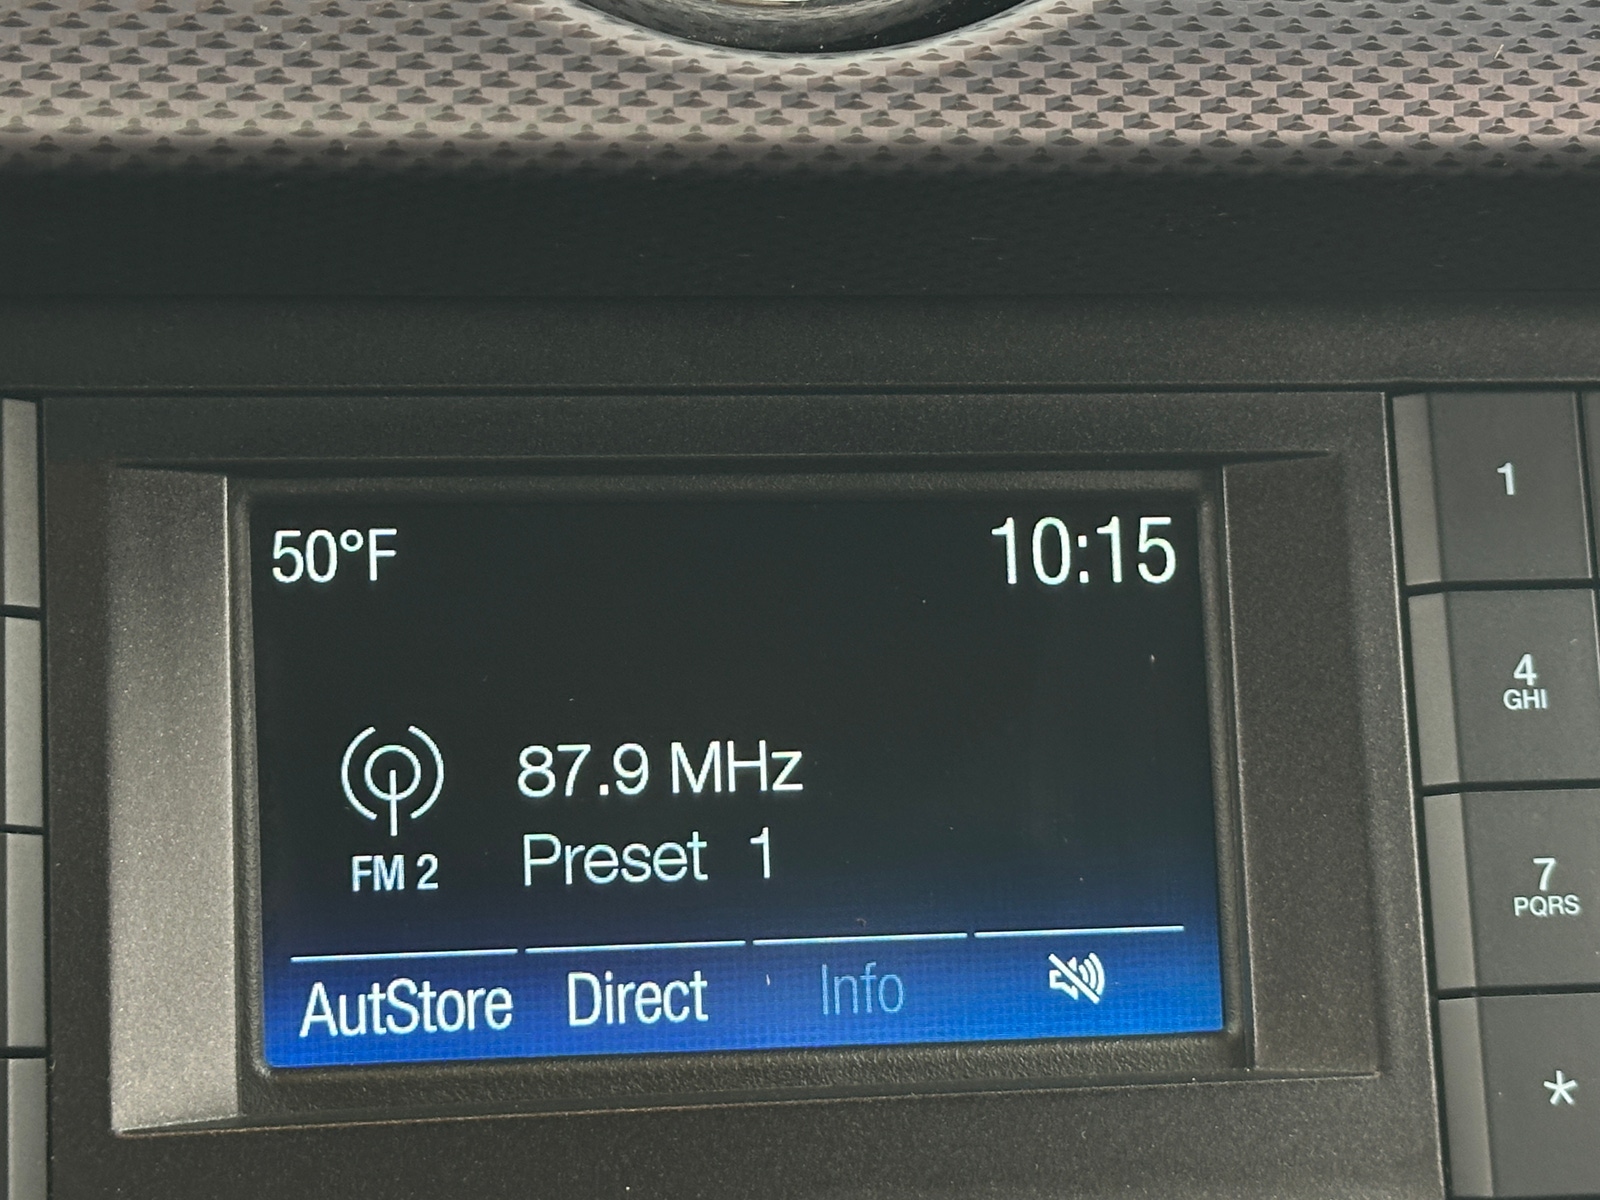 50°F
10:15
87.9 MHz
FM 2
Preset 1
AutStore
Direct
Info
1
4
GHI
7
PQRS
*